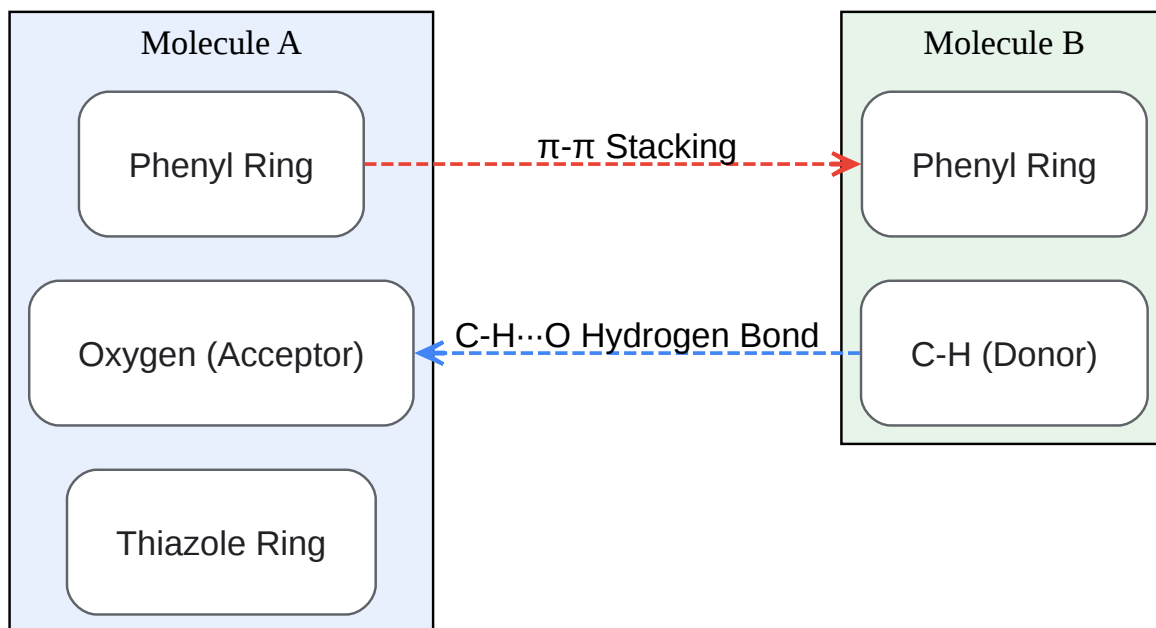 Molecule A
Molecule B
Phenyl Ring
π-π Stacking
Phenyl Ring
Oxygen (Acceptor)
C-H···O Hydrogen Bond
C-H (Donor)
Thiazole Ring